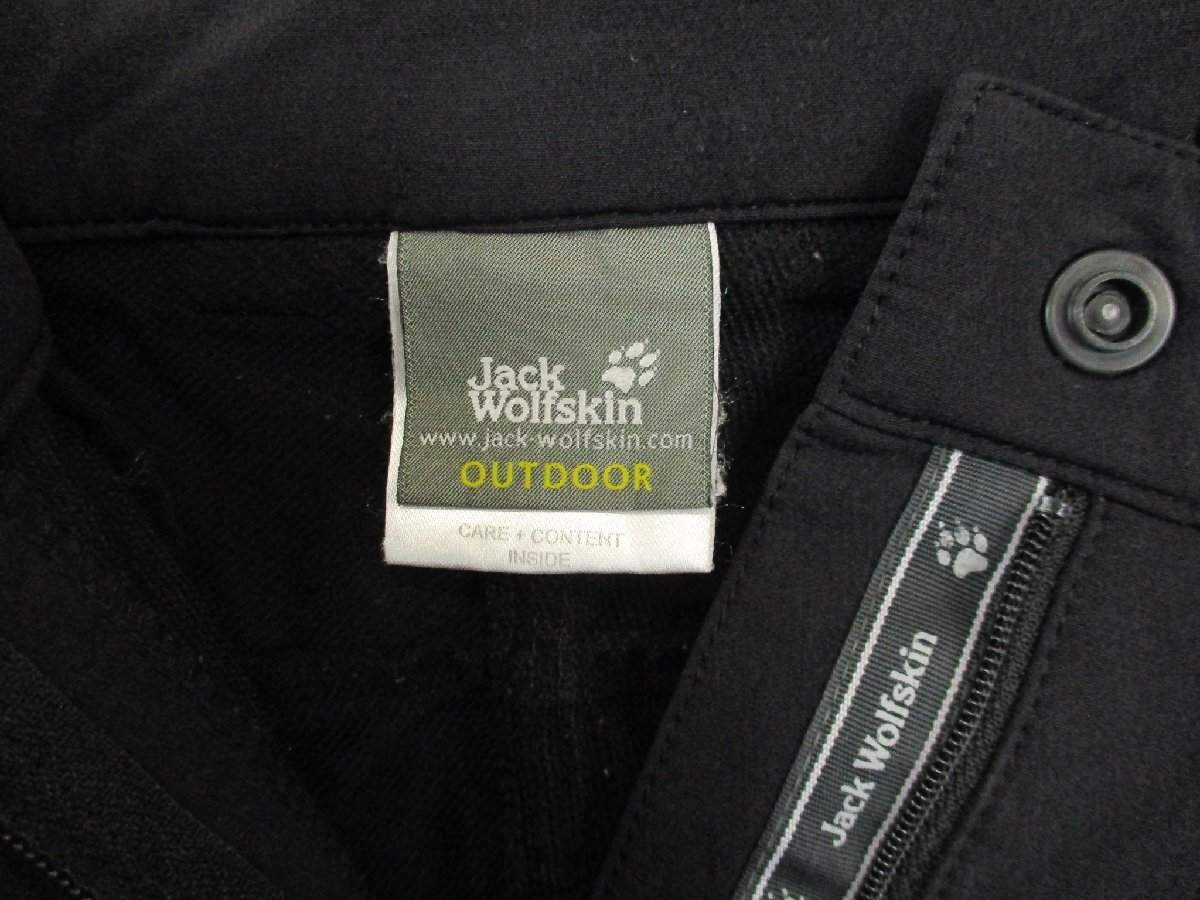 Jack
Wolfskin
www.jack-wolfskin.com
OUTDOOR
CARE + CONTENT
INSIDE
Jack Wolfskin